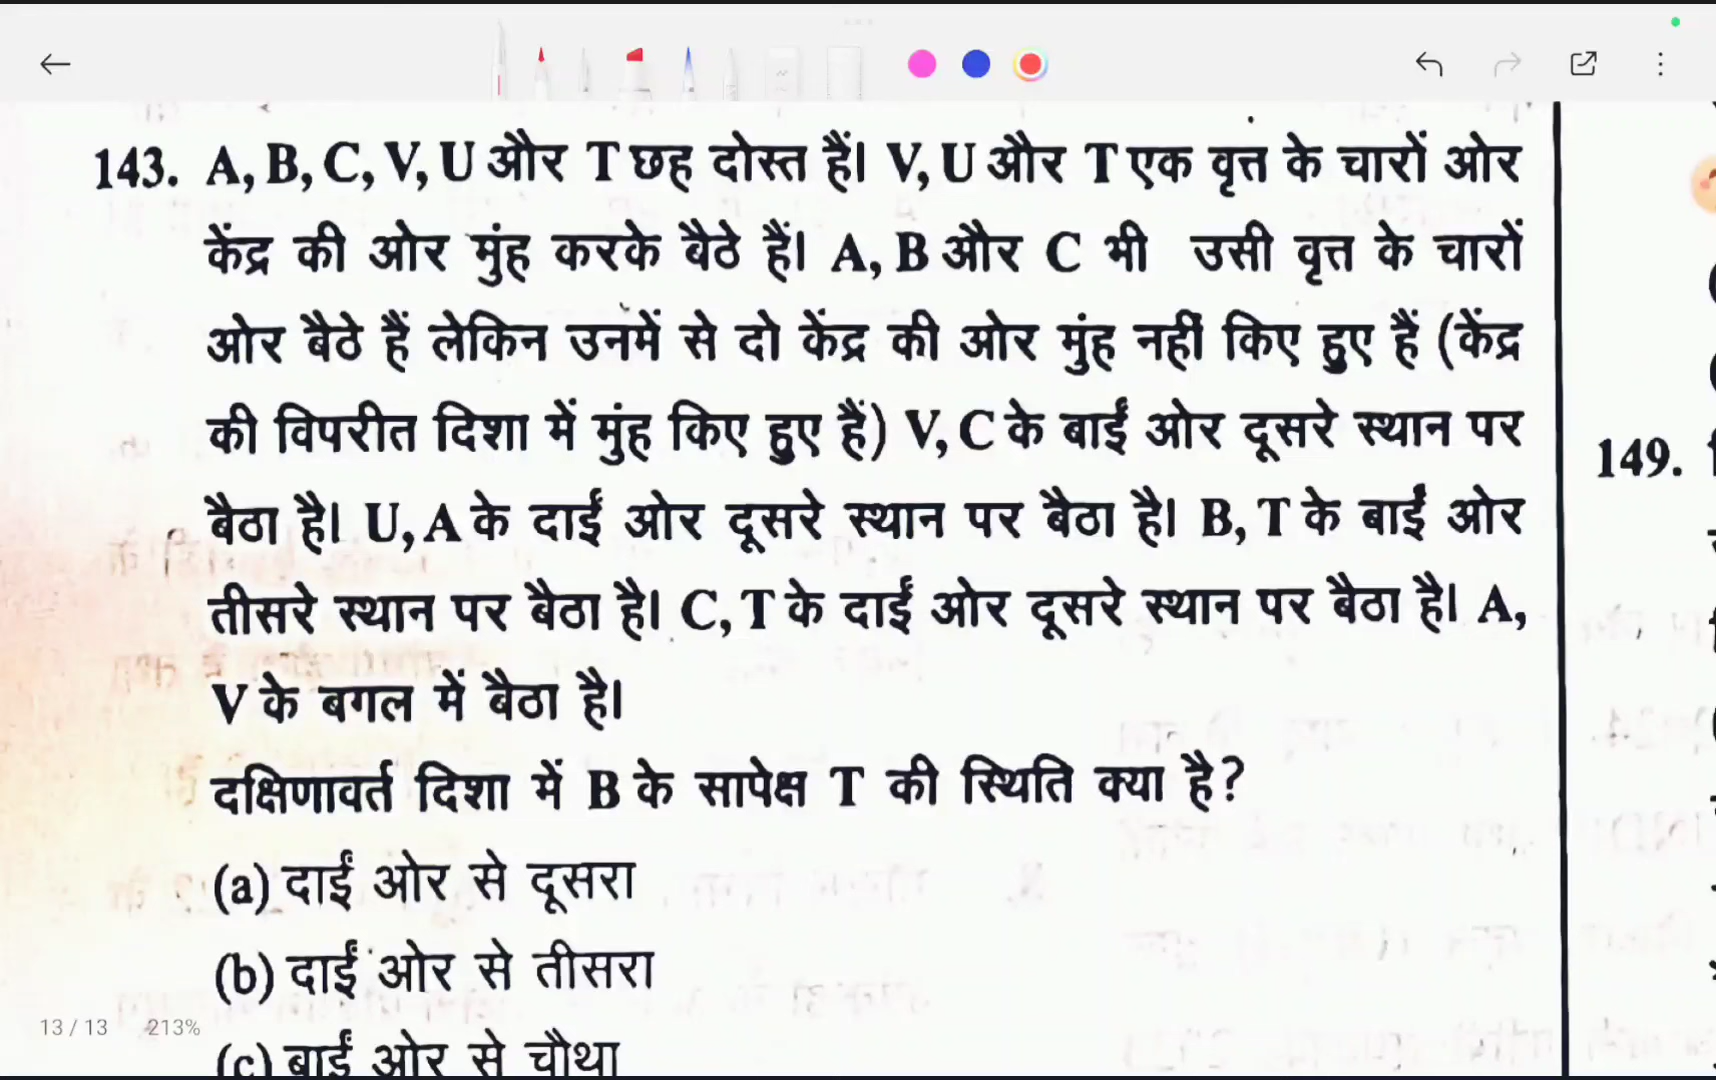 143. A, B, C, V, U और T छह दोस्त हैं। V, U और T एक वृत्त के चारों ओर
केंद्र की ओर मुंह करके बैठे हैं। A, B और C भी उसी वृत्त के चारों
ओर बैठे हैं लेकिन उनमें से दो केंद्र की ओर मुंह नहीं किए हुए हैं (केंद्र
की विपरीत दिशा में मुंह किए हुए हैं) V, C के बाईं ओर दूसरे स्थान पर
बैठा है। U, A के दाईं ओर दूसरे स्थान पर बैठा है। B, T के बाईं ओर
तीसरे स्थान पर बैठा है। C, T के दाईं ओर दूसरे स्थान पर बैठा है। A,
V के बगल में बैठा है।
दक्षिणावर्त दिशा में B के सापेक्ष T की स्थिति क्या है?
(a) दाईं ओर से दूसरा
(b) दाईं ओर से तीसरा
(c) बाईं ओर से चौथा
13 / 13 213%
149.